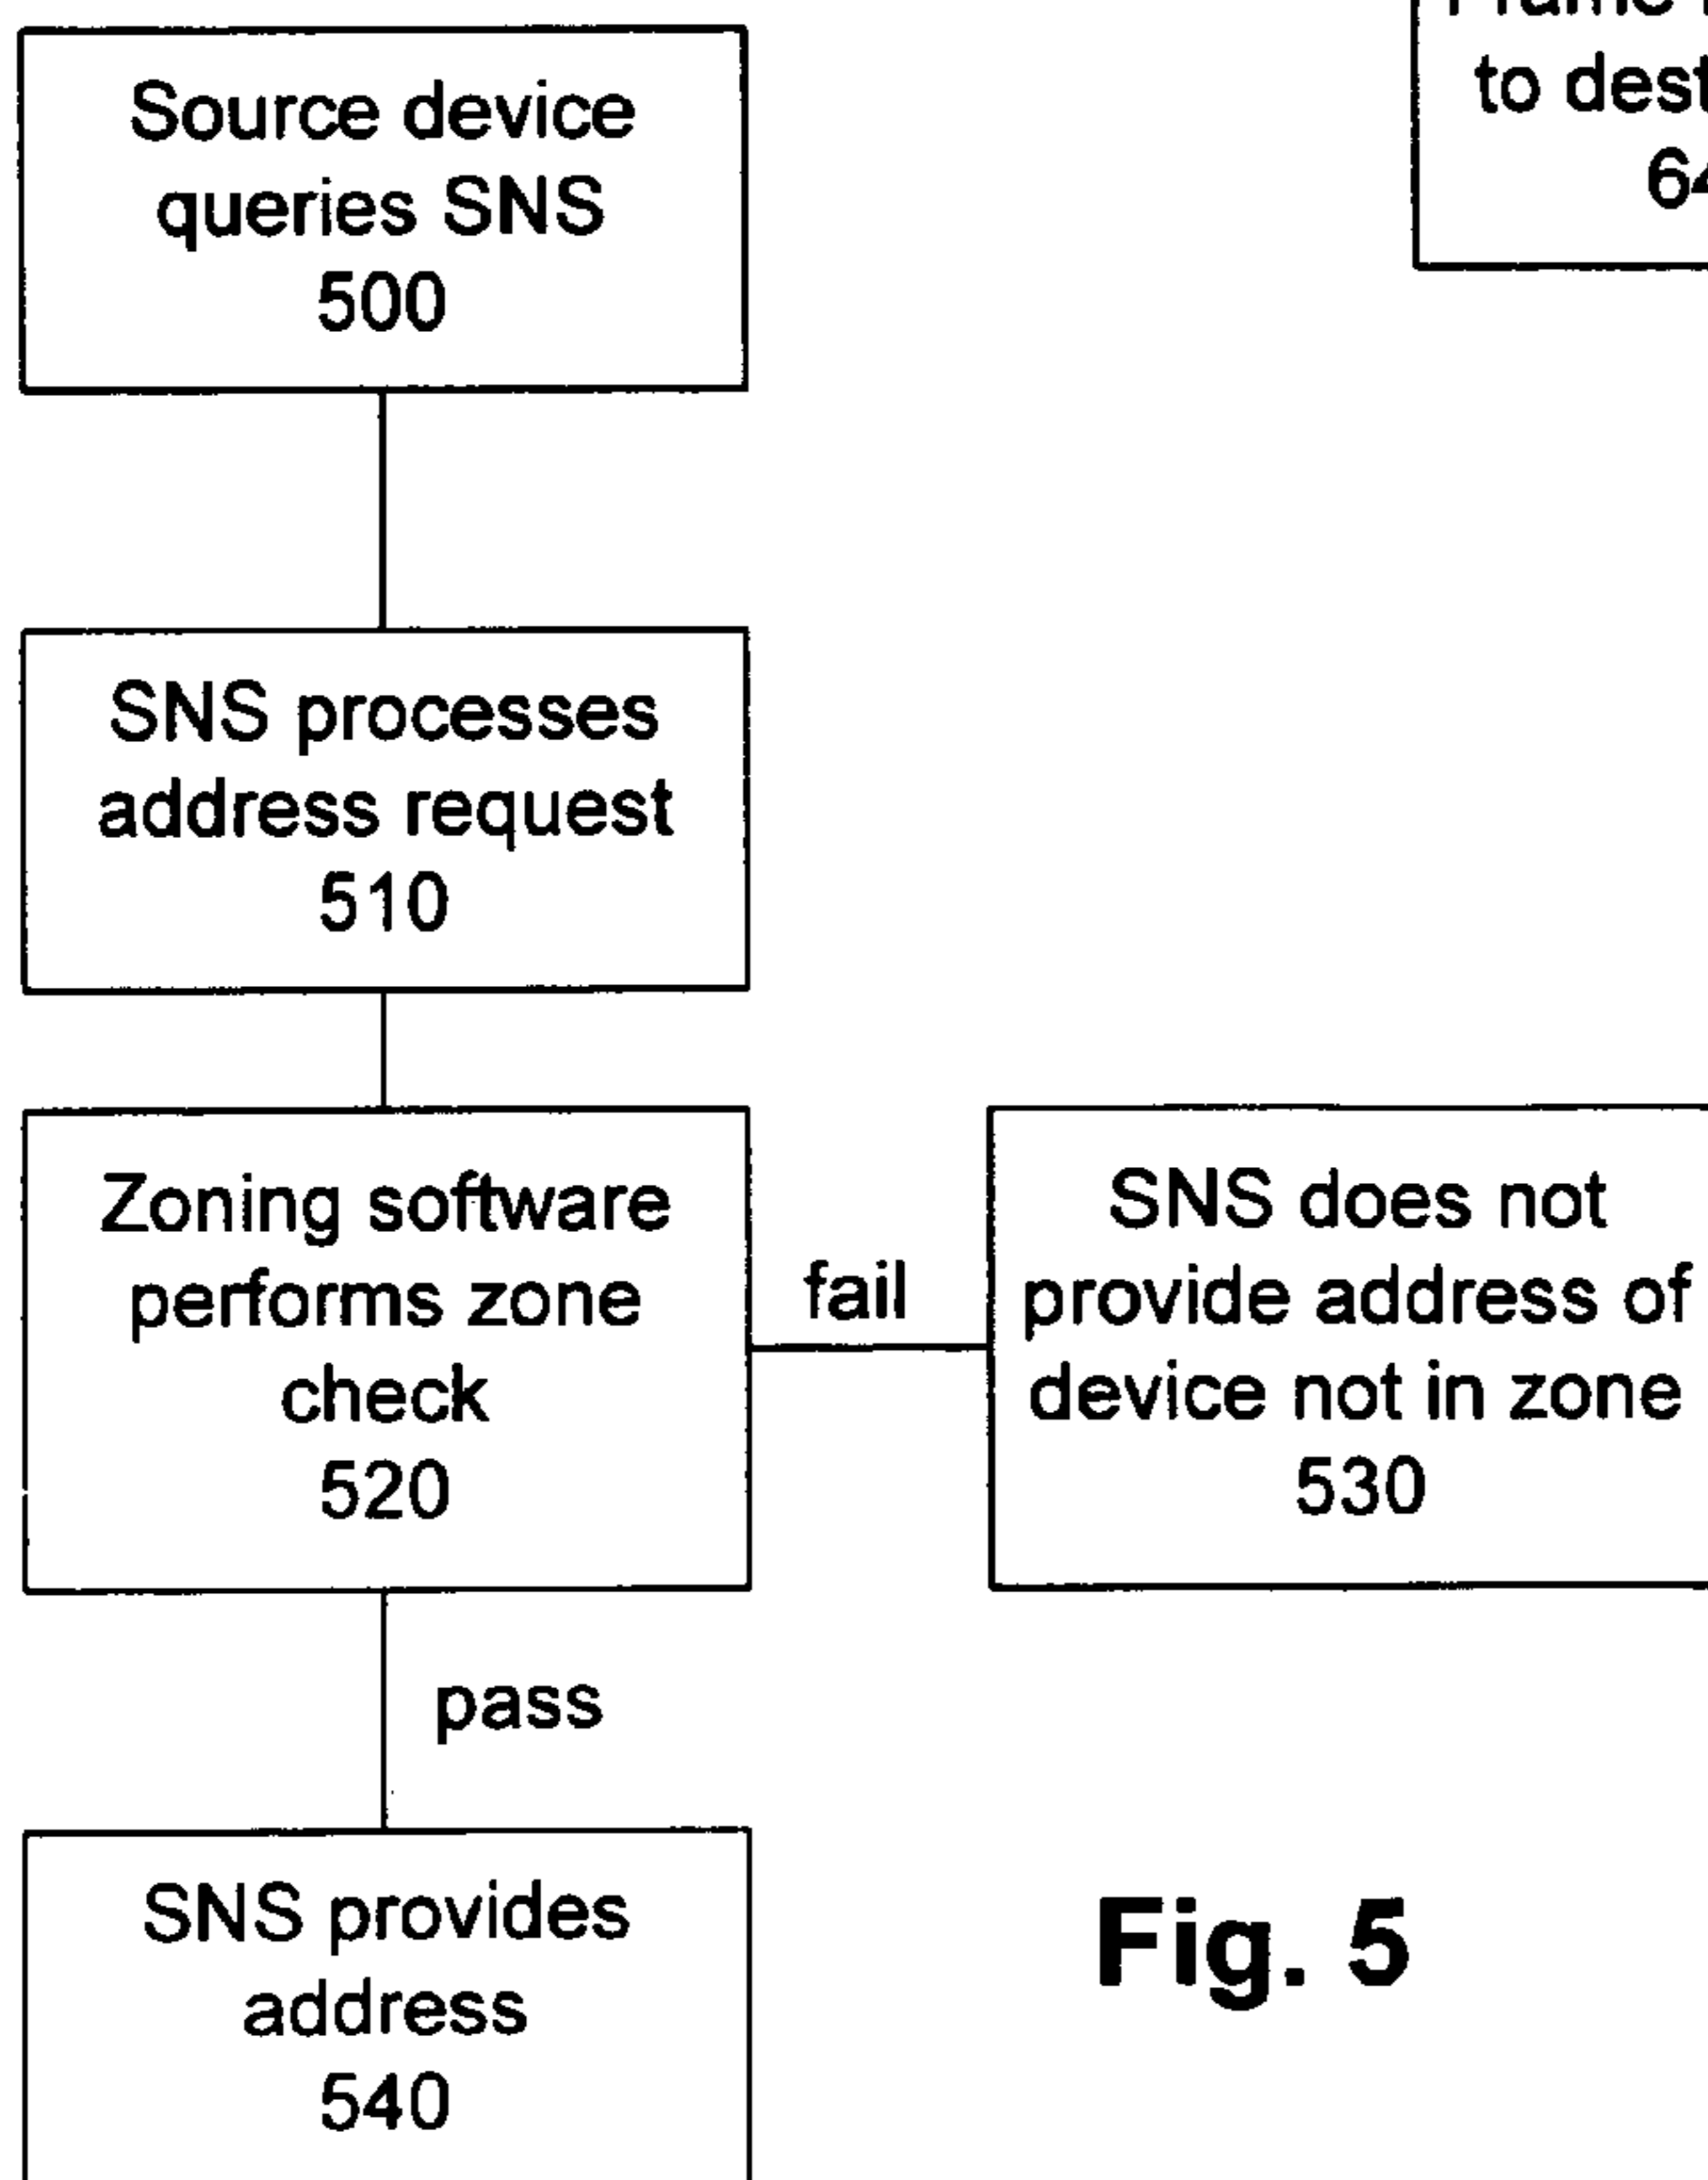 Source device
queries SNS
500
to
SNS processes
address request
510
Zoning software
performs zone
check
520
fail
SNS does not
provide address of
device not in zone
530
pass
SNS provides
address
540
Fig. 5